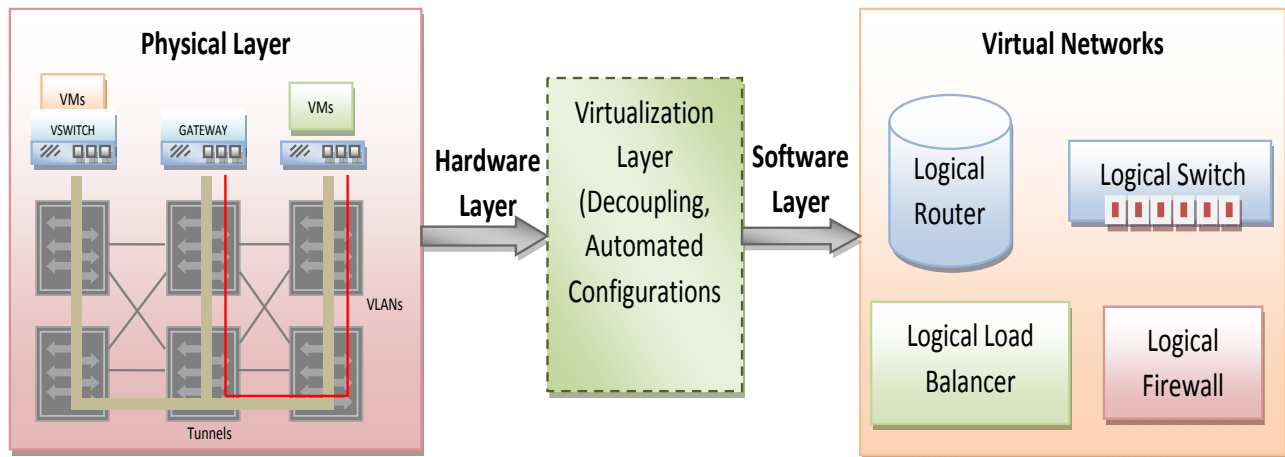 Physical Layer
VMs
VSWITCH
GATEWAY
VMs
VLANs
Tunnels
Hardware
Layer
Virtualization
Layer
(Decoupling,
Automated
Configurations
Software
Layer
Virtual Networks
Logical
Router
Logical Switch
Logical Load
Balancer
Logical
Firewall